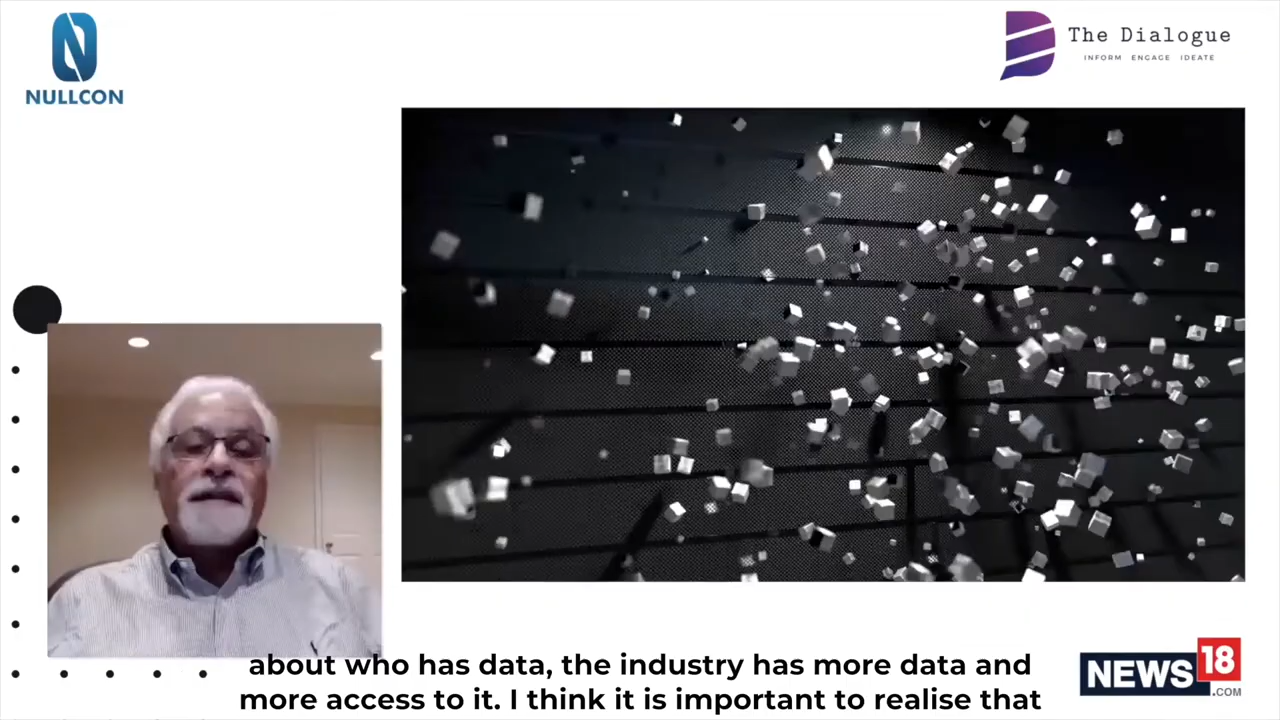 NULLCON
The Dialogue
INFORM ENGAGE IDEATE
about who has data, the industry has more data and
more access to it. I think it is important to realise that
NEWS18
.COM